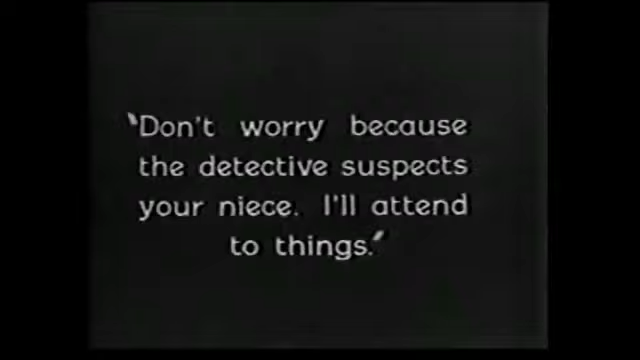 "Don't worry because
the detective suspects
your niece. I'll attend
to things."